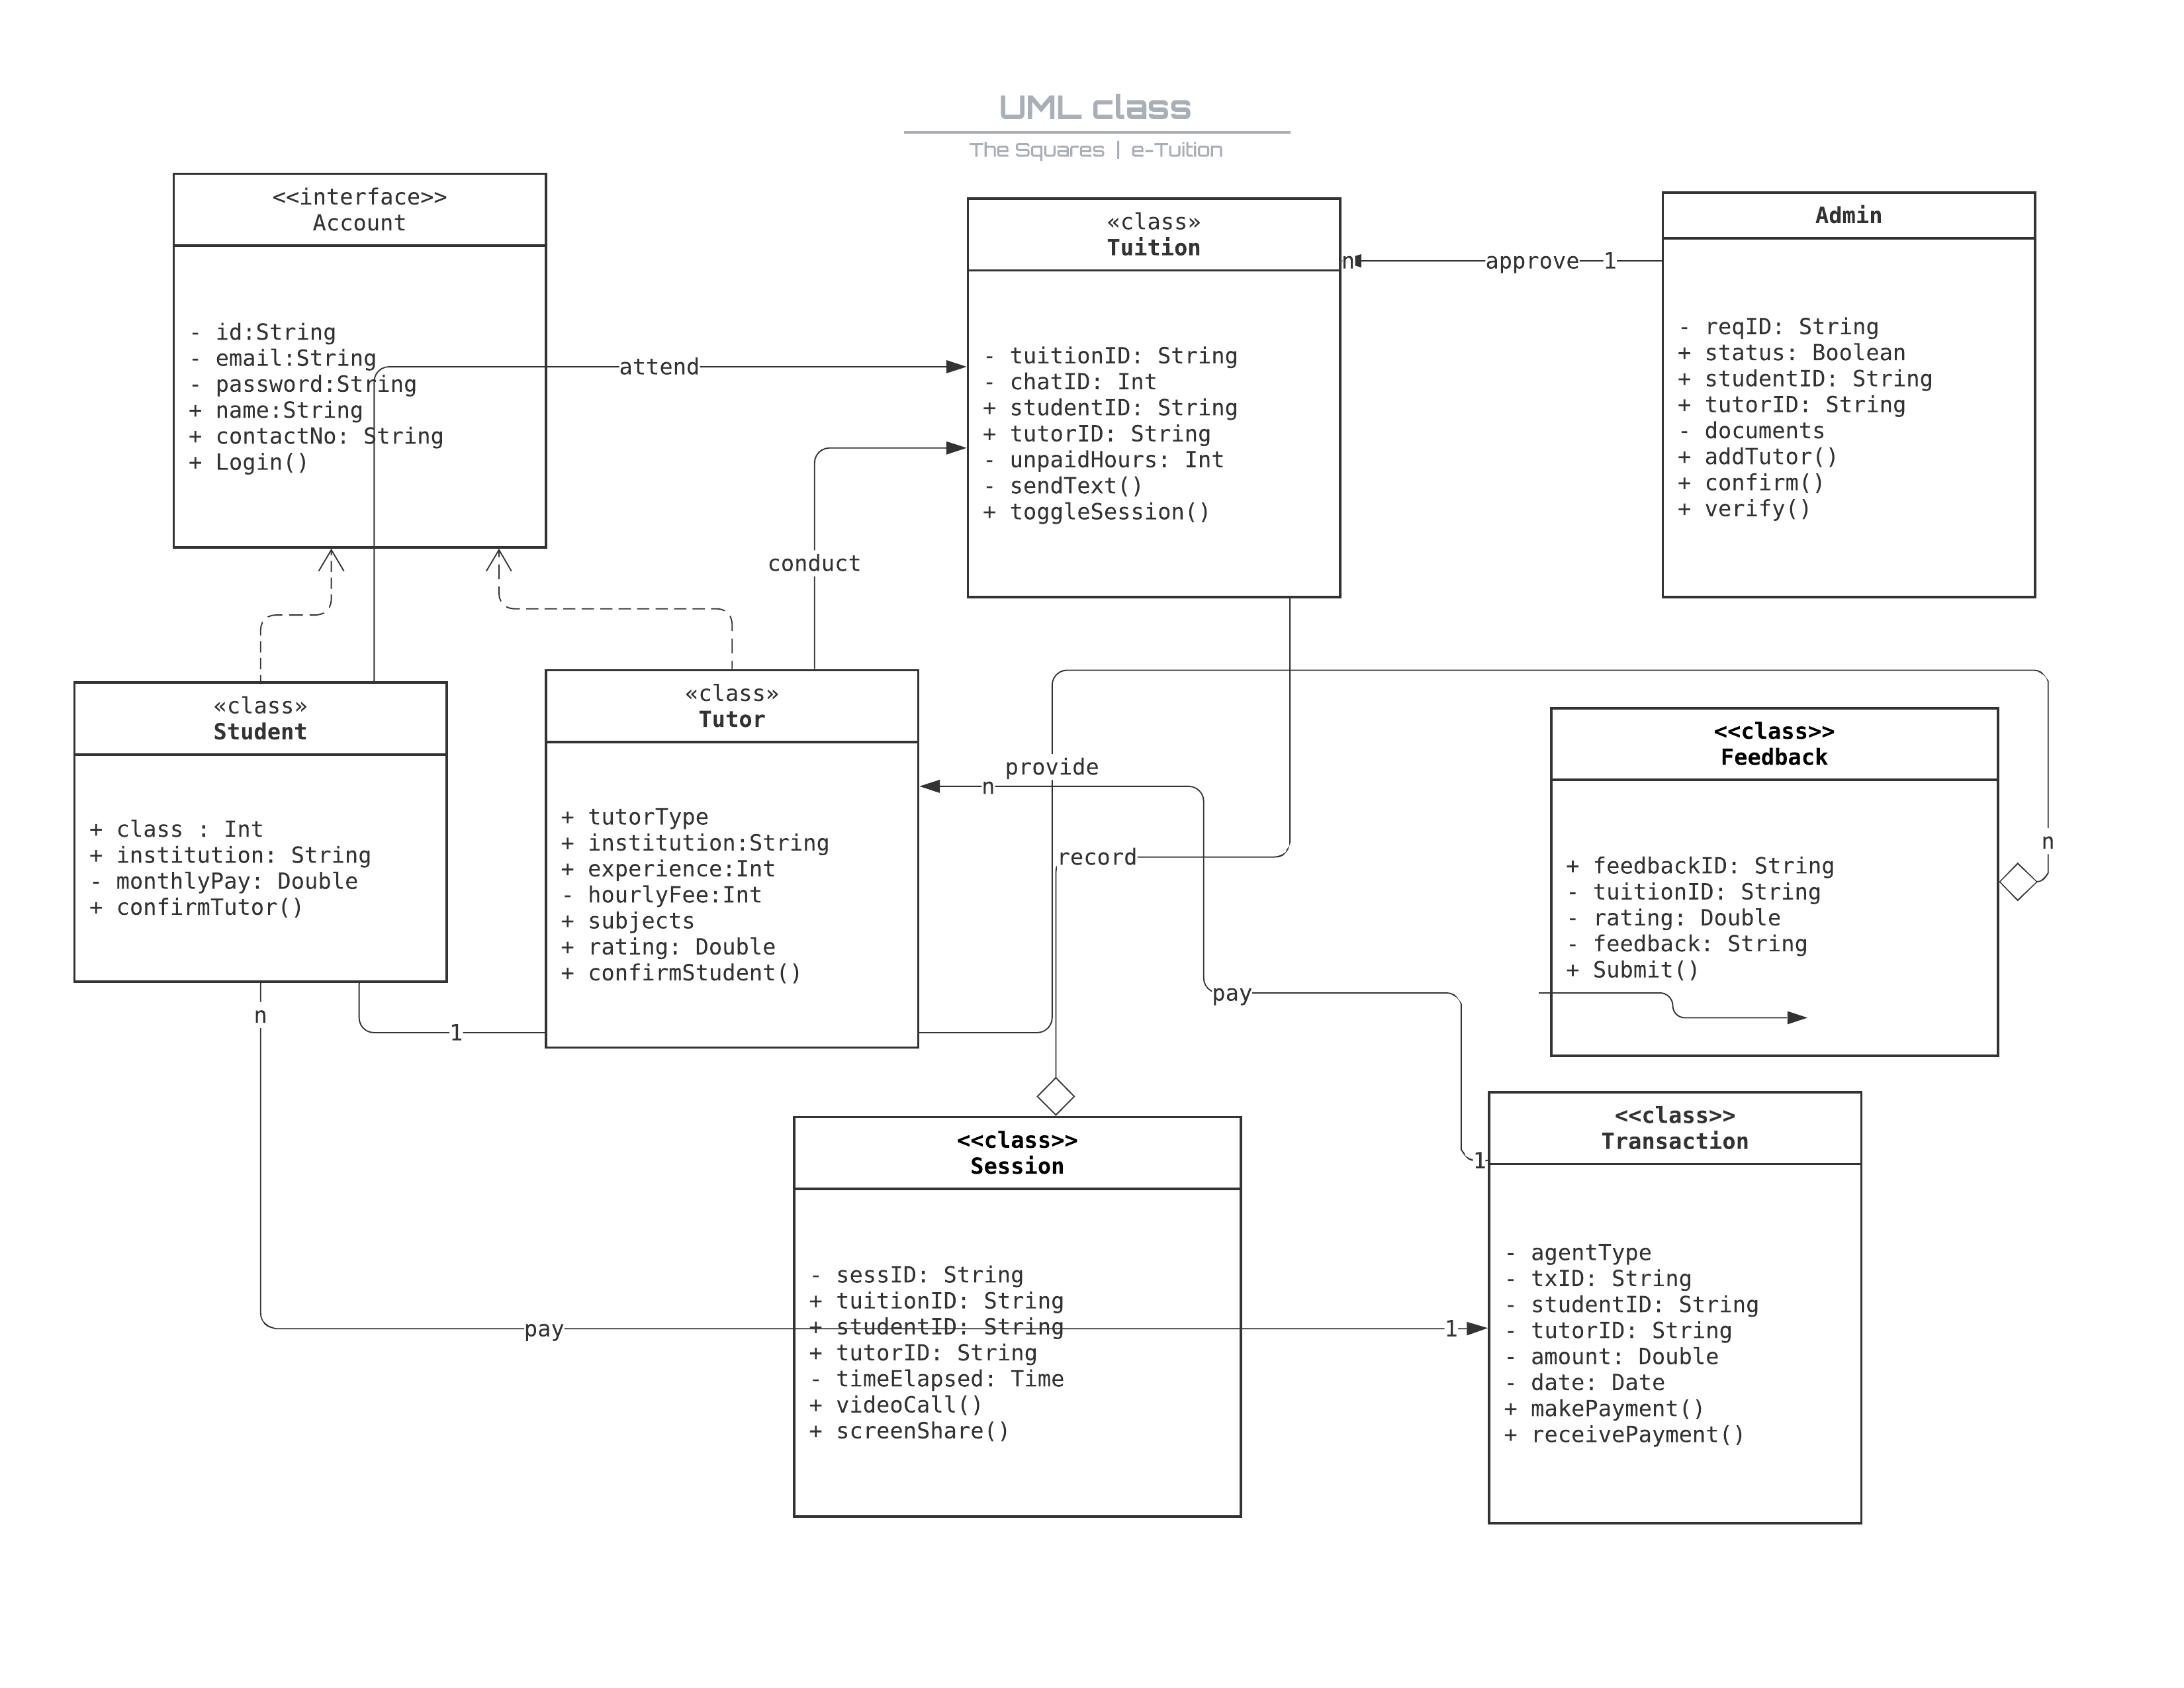 UML class
The Squares | e-Tuition
<<interface>>
Account
- id:String
- email:String
- password:String
+ name:String
+ contactNo: String
+ Login()
attend
«class»
Tuition
- tuitionID: String
- chatID: Int
+ studentID: String
+ tutorID: String
- unpaidHours: Int
- sendText()
+ toggleSession()
n
approve
1
Admin
- reqID: String
+ status: Boolean
+ studentID: String
+ tutorID: String
- documents
+ addTutor()
+ confirm()
+ verify()
conduct
«class»
Student
+ class : Int
+ institution: String
- monthlyPay: Double
+ confirmTutor()
n
1
«class»
Tutor
+ tutorType
+ institution:String
+ experience:Int
- hourlyFee:Int
+ subjects
+ rating: Double
+ confirmStudent()
provide
n
record
pay
<<class>>
Feedback
+ feedbackID: String
- tuitionID: String
- rating: Double
- feedback: String
+ Submit()
n
1
<<class>>
Session
- sessID: String
+ tuitionID: String
+ studentID: String
+ tutorID: String
- timeElapsed: Time
+ videoCall()
+ screenShare()
pay
1
<<class>>
Transaction
- agentType
- txID: String
- studentID: String
- tutorID: String
- amount: Double
- date: Date
+ makePayment()
+ receivePayment()